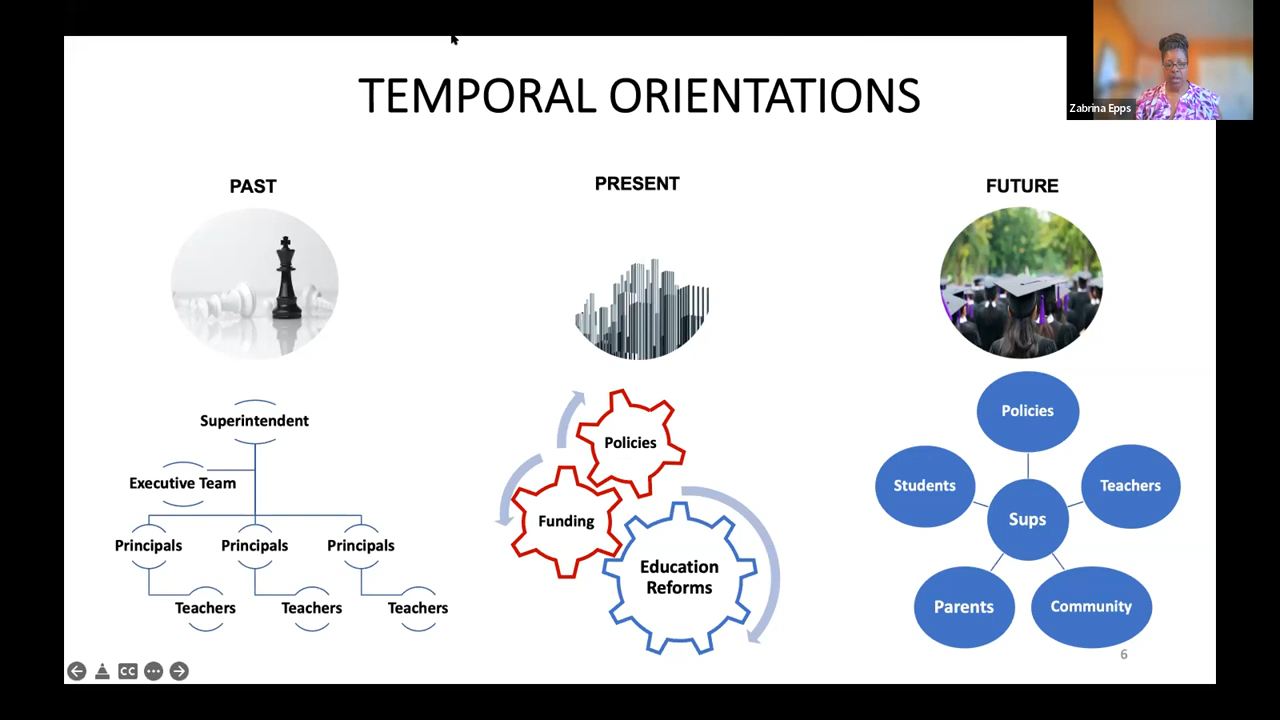 TEMPORAL ORIENTATIONS
Zabrina Epps
PAST
PRESENT
FUTURE
Superintendent
Executive Team
Principals
Principals
Principals
Teachers
Teachers
Teachers
Policies
Funding
Education
Reforms
Policies
Students
Teachers
Sups
Parents
Community
6
CC